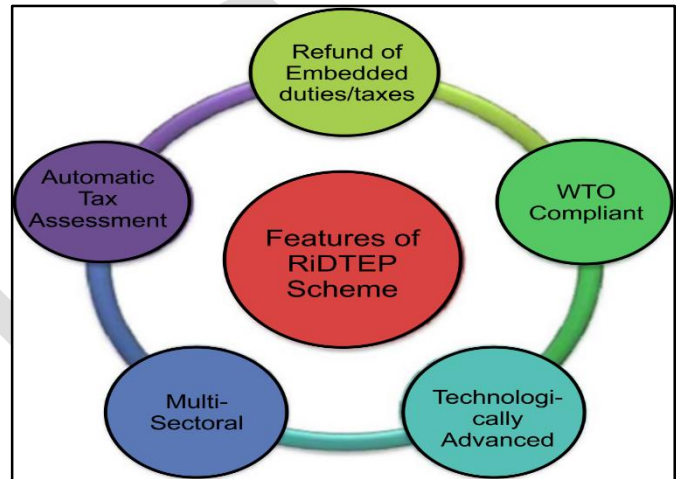 Refund of
Embedded
duties/taxes
WTO
Compliant
Technologi-
cally
Advanced
Multi-
Sectoral
Automatic
Tax
Assessment
Features of
RiDTEP
Scheme